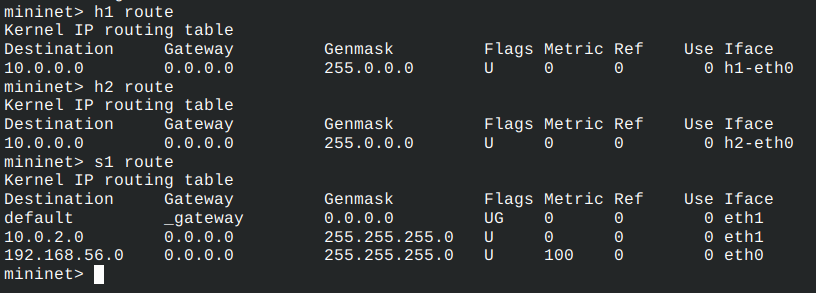 mininet> h1 route
Kernel IP routing table
Destination     Gateway         Genmask         Flags Metric Ref    Use Iface
10.0.0.0        0.0.0.0         255.0.0.0       U     0      0        0 h1-eth0
mininet> h2 route
Kernel IP routing table
Destination     Gateway         Genmask         Flags Metric Ref    Use Iface
10.0.0.0        0.0.0.0         255.0.0.0       U     0      0        0 h2-eth0
mininet> s1 route
Kernel IP routing table
Destination     Gateway         Genmask         Flags Metric Ref    Use Iface
default         _gateway        0.0.0.0         UG    0      0        0 eth1
10.0.2.0        0.0.0.0         255.255.255.0   U     0      0        0 eth1
192.168.56.0    0.0.0.0         255.255.255.0   U     100    0        0 eth0
mininet>